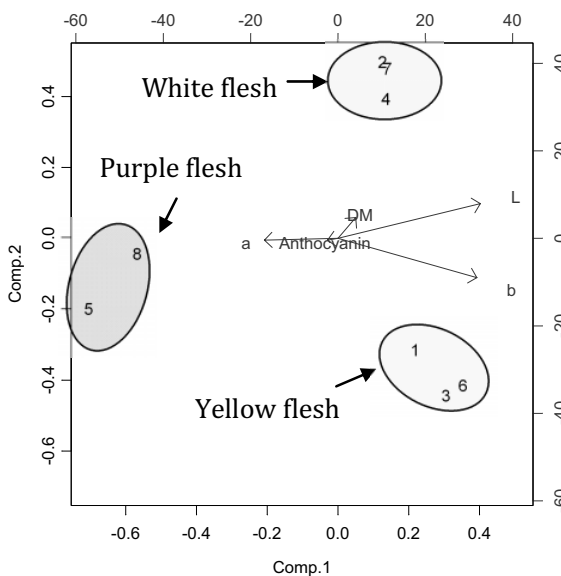 -60 -40 -20 0 20 40
White flesh
2
7
4
Purple flesh
8
5
DM
L
a
Anthocyanin
b
1
6
3
Yellow flesh
0.4
0.2
0.0
-0.2
-0.4
-0.6
Comp.2
40
20
0
20
40
60
-0.6 -0.4 -0.2 0.0 0.2 0.4
Comp.1